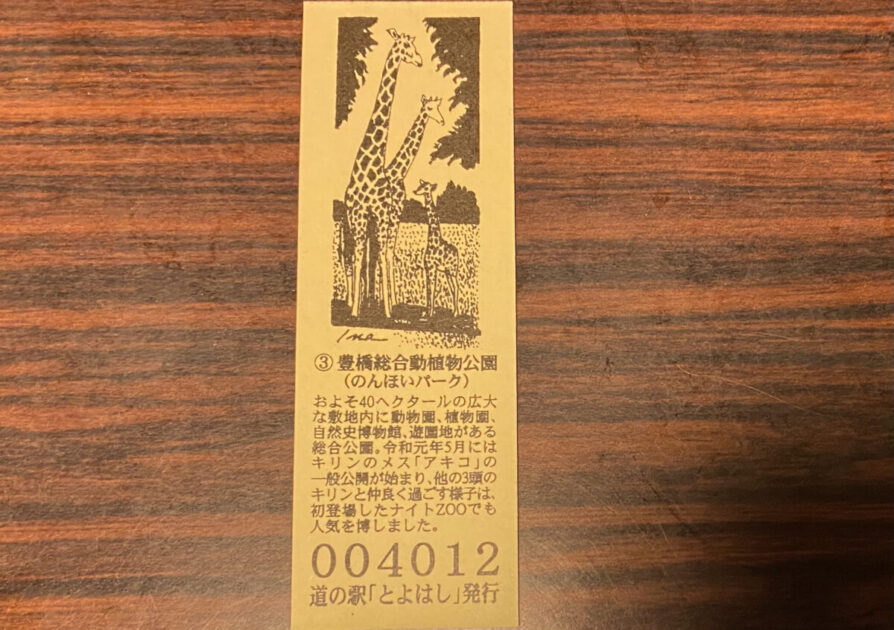 Ina
③豊橋総合動植物公園
(のんほいパーク)
およそ40ヘクタールの広大
な敷地内に動物園、植物園、
自然史博物館、遊園地がある
総合公園。令和元年5月には
キリンのメス「アキコ」の
一般公開が始まり、他の3頭の
キリンと仲良く過ごす様子は、
初登場したナイトZOOでも
人気を博しました。
004012
道の駅「とよはし」発行